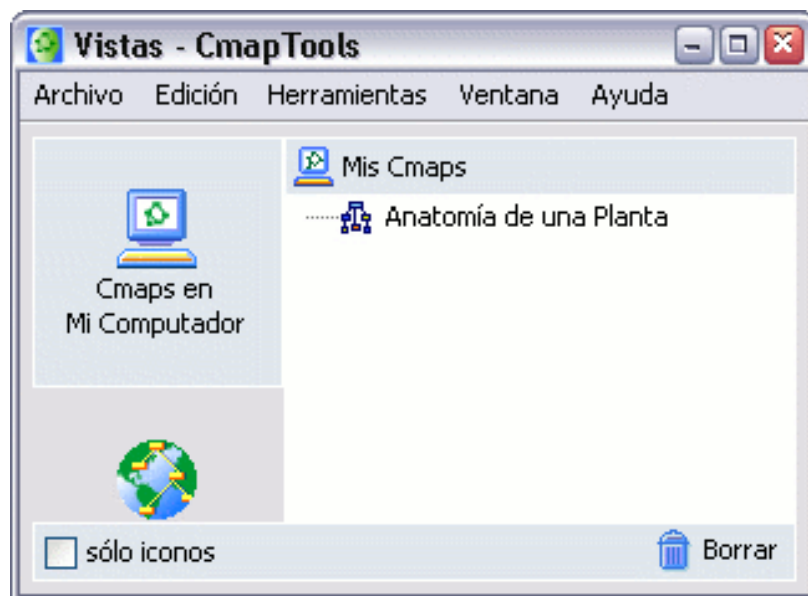 Vistas - CmapTools
Archivo Edición Herramientas Ventana Ayuda
Mis Cmaps
Anatomía de una Planta
Cmaps en
Mi Computador
sólo iconos
Borrar